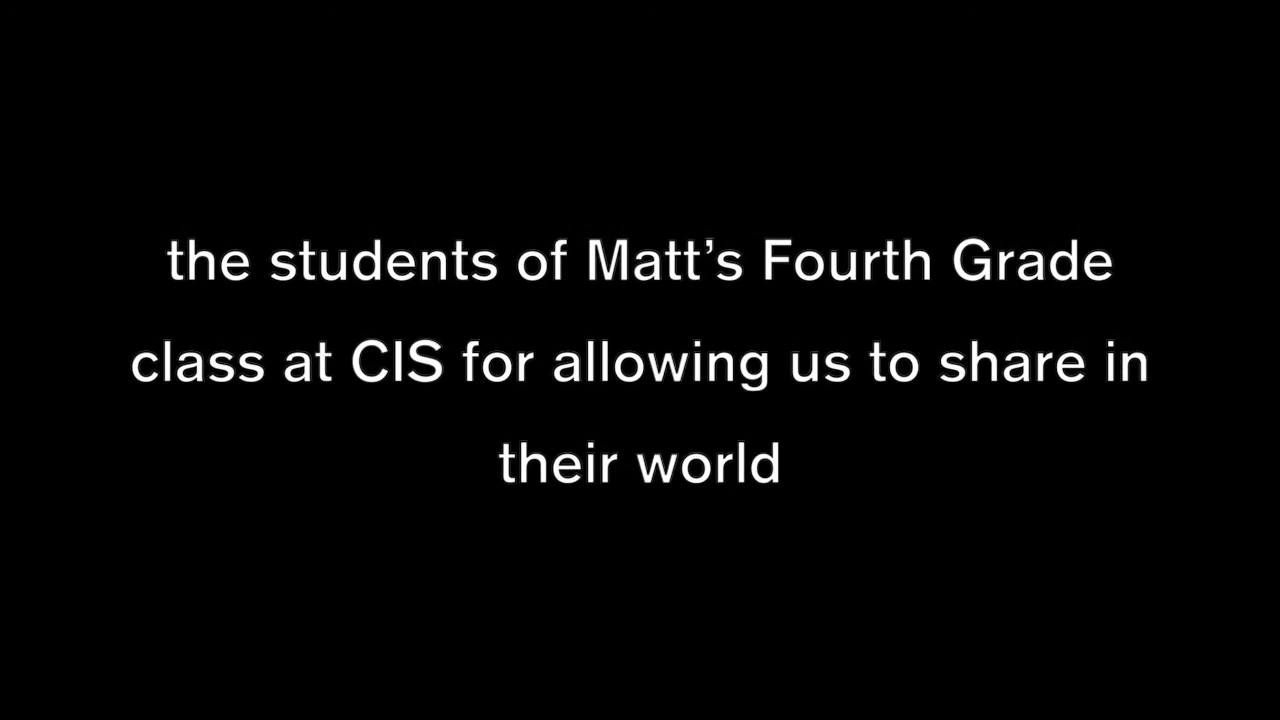 the students of Matt’s Fourth Grade
class at CIS for allowing us to share in
their world